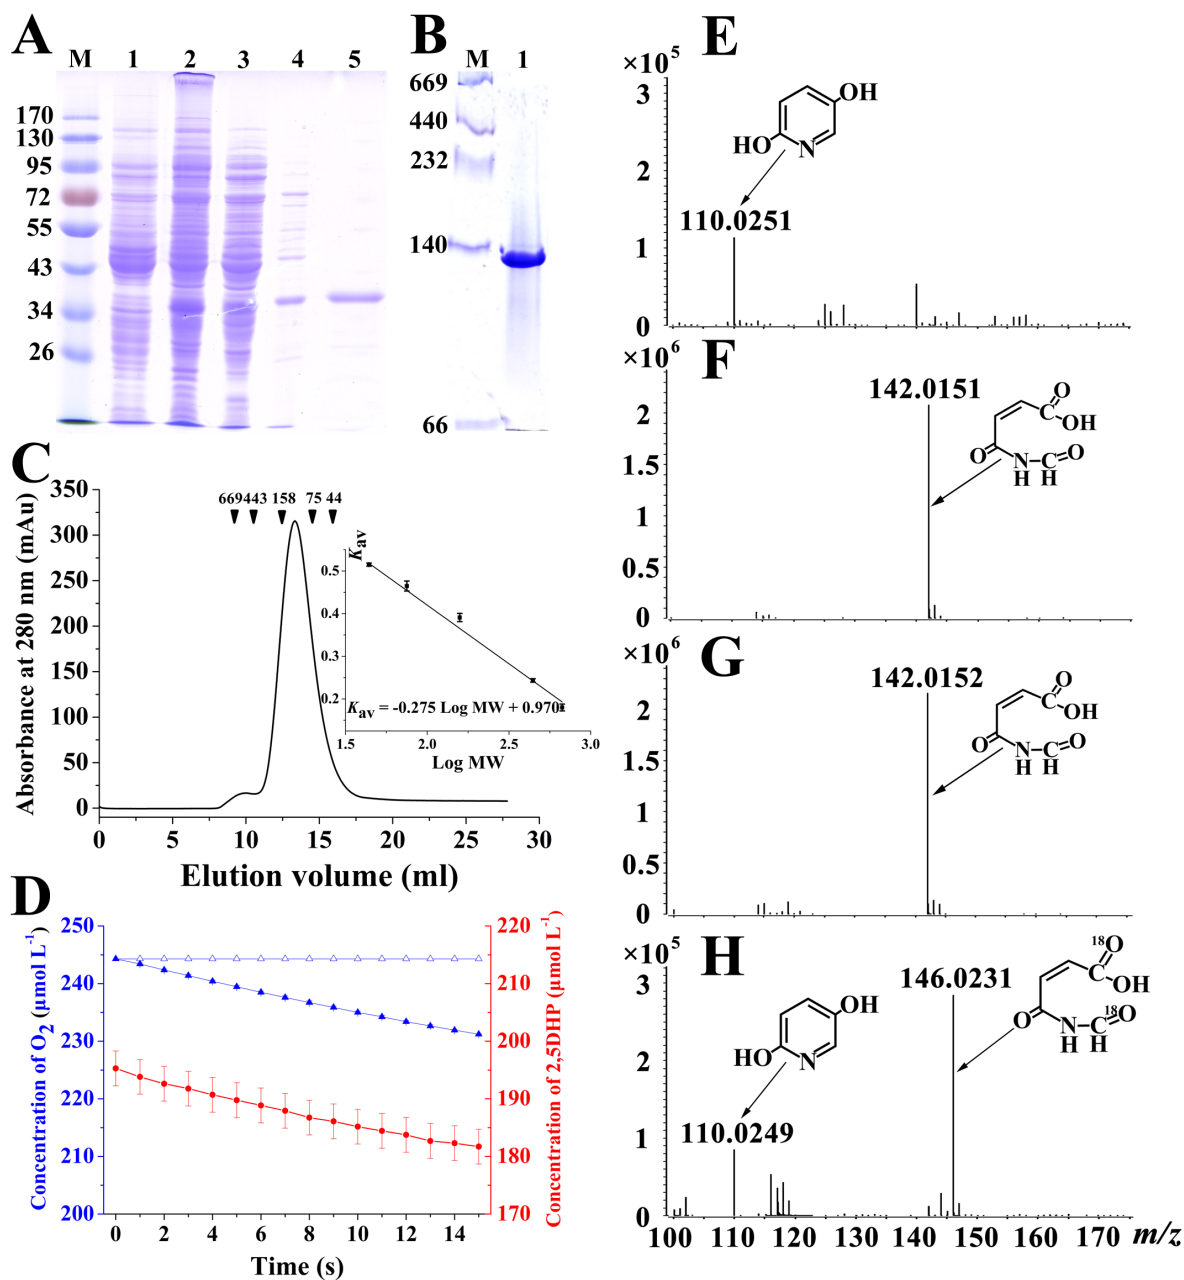 A
M 1 2 3 4 5
170
130
95
72
55
43
34
26
B
M 1
669
440
232
140
66
C
Absorbance at 280 nm (mAu)
350
300
250
200
150
100
50
0
0 5 10 15 20 25 30
Elution volume (ml)
669 443 158 75 44
Kav
0.5
0.4
0.3
0.2
Kav = -0.275 Log MW + 0.970
1.5 2.0 2.5 3.0
Log MW
D
Concentration of O2 (μmol L-1)
250
240
230
220
210
200
Concentration of 2,5DHP (μmol L-1)
220
210
200
190
180
170
0 2 4 6 8 10 12 14
Time (s)
E
×10^5
3
2
1
0
OH
HO
N
110.0251
F
×10^6
2
1.5
1
0.5
0
142.0151
O
C
OH
O
N
C
O
H
H
G
×10^6
2
1.5
1
0.5
0
142.0152
O
C
OH
O
N
C
O
H
H
H
×10^5
3
2
1
0
OH
HO
N
110.0249
146.0231
18O
C
OH
O
N
C
18O
H
H
100 110 120 130 140 150 160 170 m/z